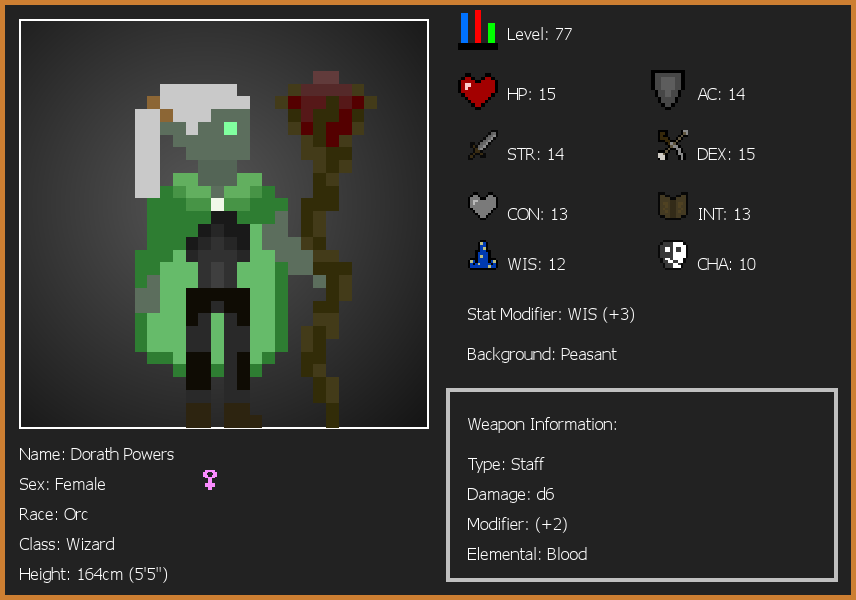 Level: 77
HP: 15
AC: 14
STR: 14
DEX: 15
CON: 13
INT: 13
WIS: 12
CHA: 10
Stat Modifier: WIS (+3)
Background: Peasant
Weapon Information:
Type: Staff
Damage: d6
Modifier: (+2)
Elemental: Blood
Name: Dorath Powers
Sex: Female
Race: Orc
Class: Wizard
Height: 164cm (5'5")